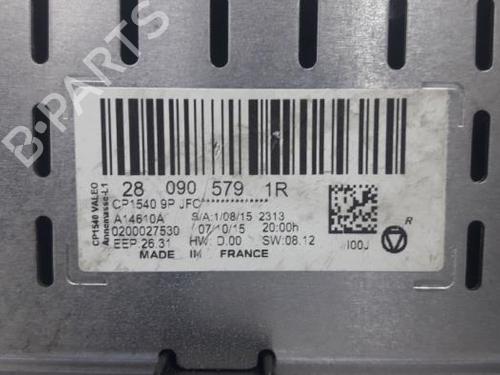 B-PARTS
CP1540 VALEO
Annemasse-L1
28 090 579 1R
CP1540 9P JFC**************
A14610A S/A:1/08/15 2313
0200027530 07/10/15 20:00h
EEP:26.31 HW: D.00 SW:08.12
I00J
R
MADE IN FRANCE